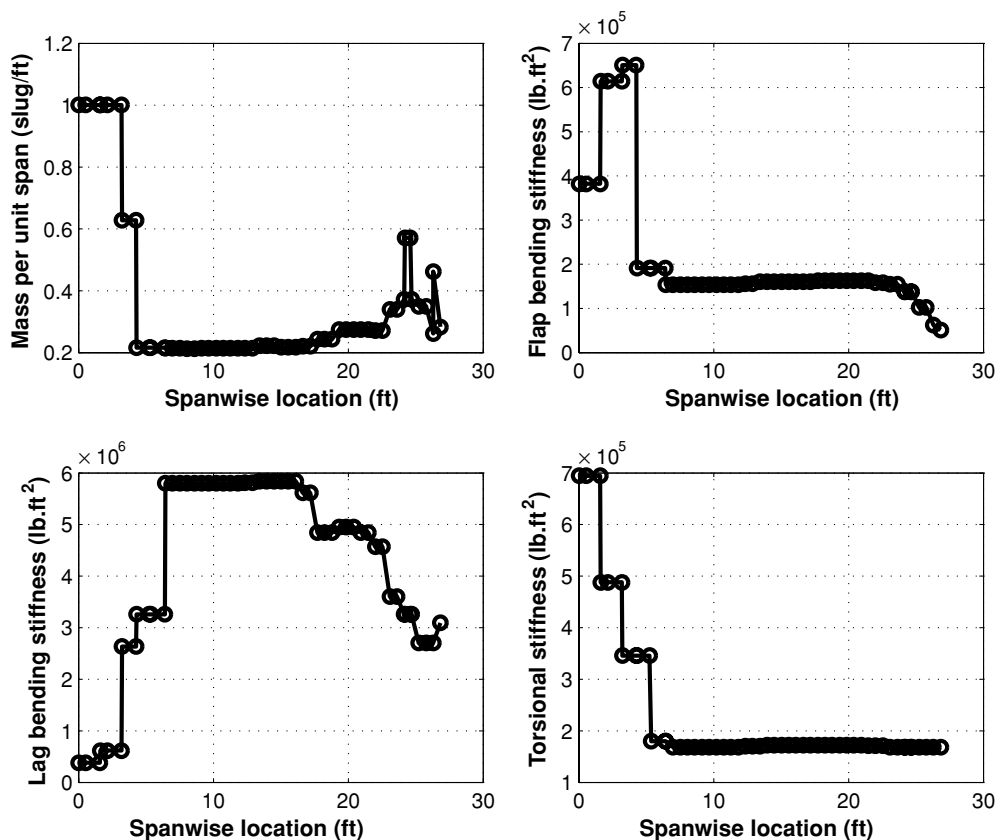 1.2
1
0.8
0.6
0.4
0.2
0 10 20 30
Mass per unit span (slug/ft)
Spanwise location (ft)
× 10^5
7
6
5
4
3
2
1
0
0 10 20 30
Flap bending stiffness (lb.ft^2)
Spanwise location (ft)
× 10^6
6
5
4
3
2
1
0
0 10 20 30
Lag bending stiffness (lb.ft^2)
Spanwise location (ft)
× 10^5
7
6
5
4
3
2
1
0 10 20 30
Torsional stiffness (lb.ft^2)
Spanwise location (ft)